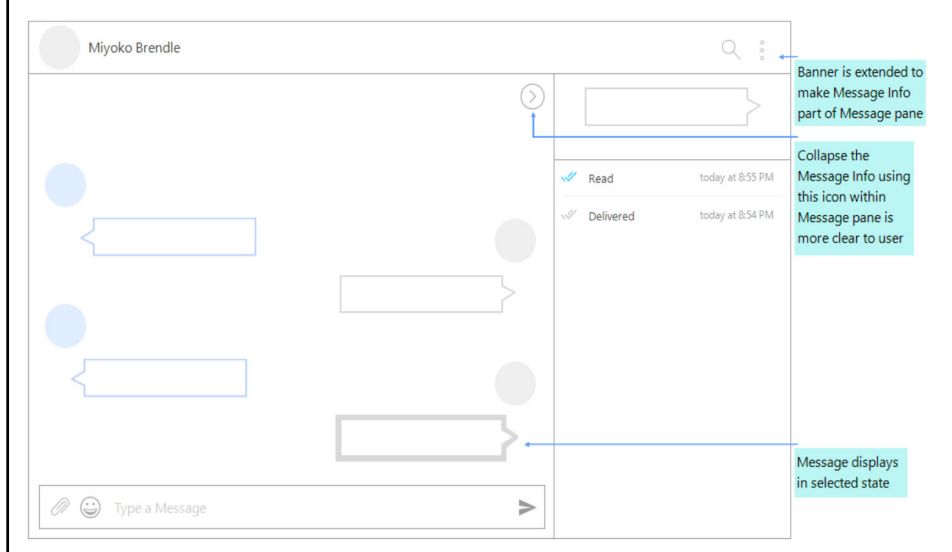 Miyoko Brendle
Banner is extended to
make Message Info
part of Message pane
Collapse the
Message Info using
this icon within
Message pane is
more clear to user
Read today at 8:55 PM
Delivered today at 8:54 PM
Message displays
in selected state
Type a Message